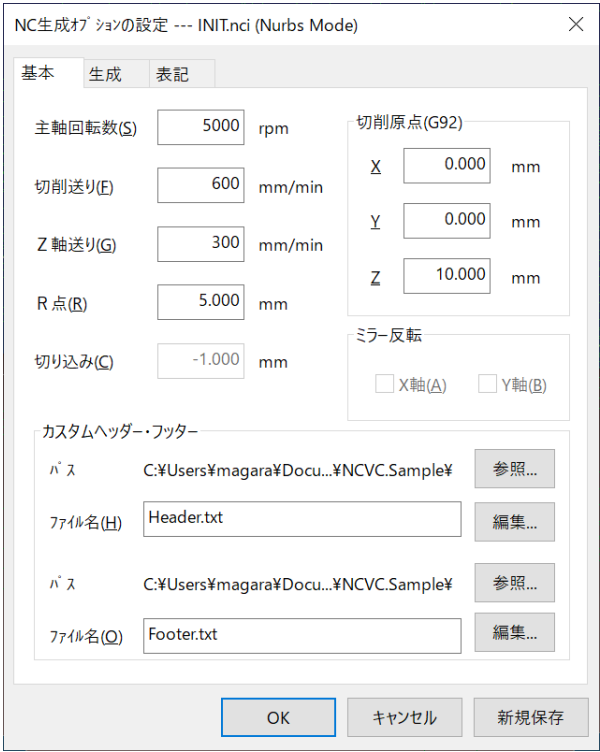 NC生成ｵﾌﾟｼｮﾝの設定 --- INIT.nci (Nurbs Mode)
基本 生成 表記
主軸回転数(S) 5000 rpm
切削送り(F) 600 mm/min
Ｚ軸送り(G) 300 mm/min
Ｒ点(R) 5.000 mm
切り込み(C) -1.000 mm
切削原点(G92)
X 0.000 mm
Y 0.000 mm
Z 10.000 mm
ミラー反転
X軸(A) Y軸(B)
カスタムヘッダー・フッター
ﾊﾟｽ C:¥Users¥magara¥Docu...¥NCVC.Sample¥ 参照...
ﾌｧｲﾙ名(H) Header.txt 編集...
ﾊﾟｽ C:¥Users¥magara¥Docu...¥NCVC.Sample¥ 参照...
ﾌｧｲﾙ名(O) Footer.txt 編集...
OK キャンセル 新規保存